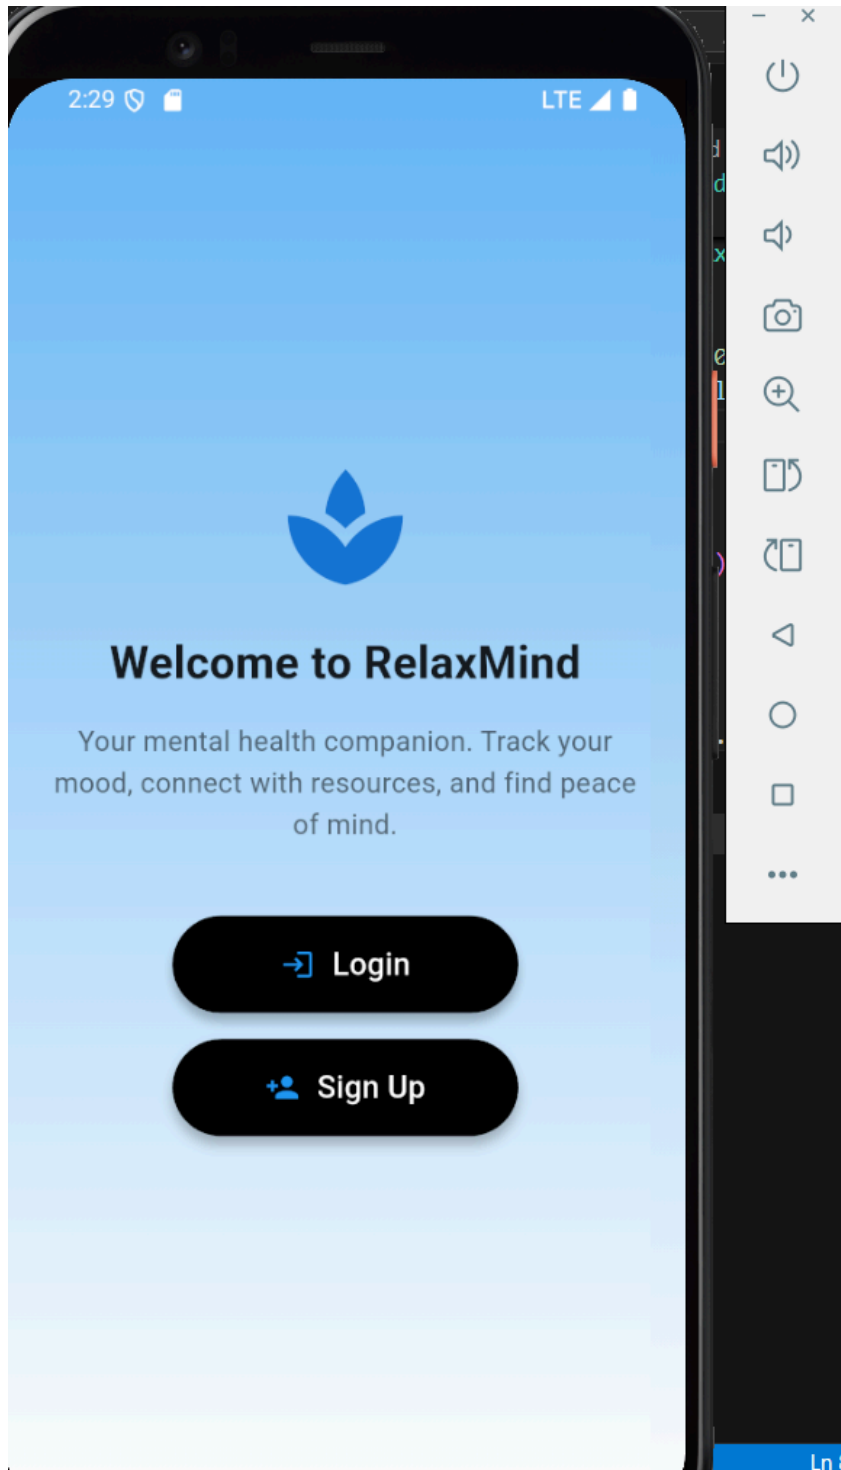 2:29 LTE
Welcome to RelaxMind
Your mental health companion. Track your
mood, connect with resources, and find peace
of mind.
Login
Sign Up
Ln